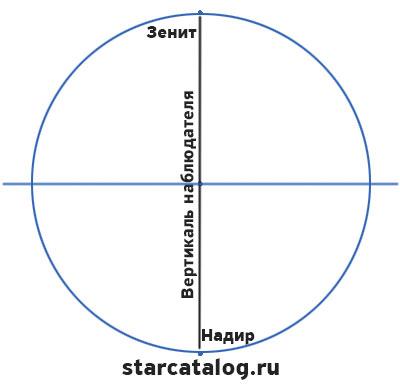 Зенит
Вертикаль наблюдателя
Надир
starcatalog.ru